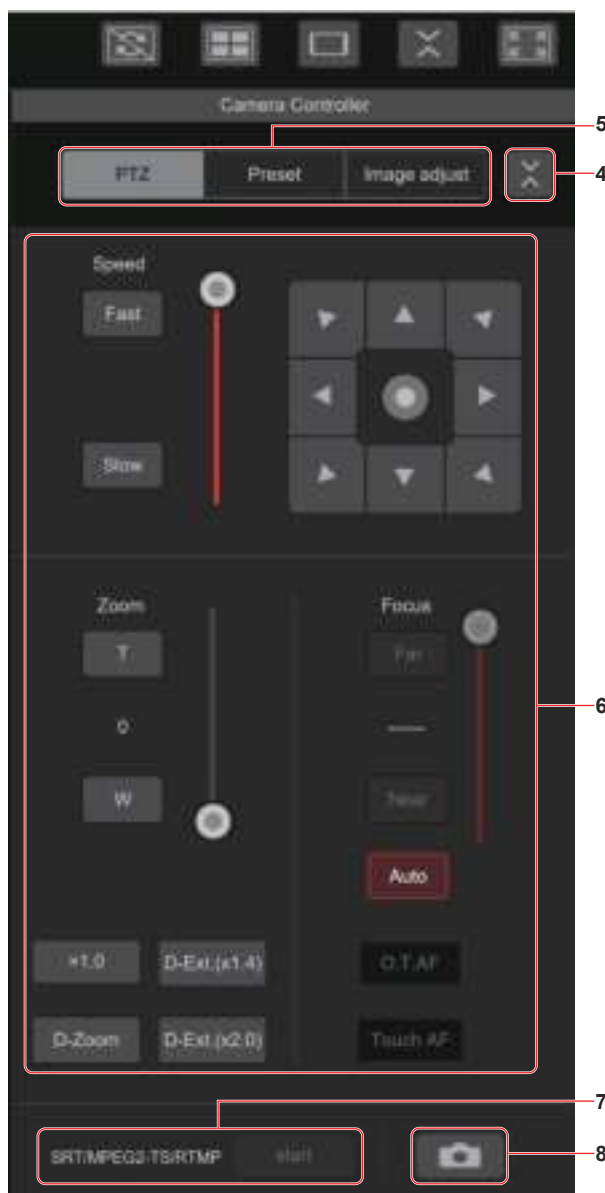 Camera Controller
5
PTZ Preset Image adjust
4
Speed
Fast
Slow
Zoom Focus
T Far
0
6
W Near
Auto
×1.0 D-Ext.(x1.4) O.T.AF
D-Zoom D-Ext.(x2.0) Touch AF
7
SRT/MPEG2-TS/RTMP start
8